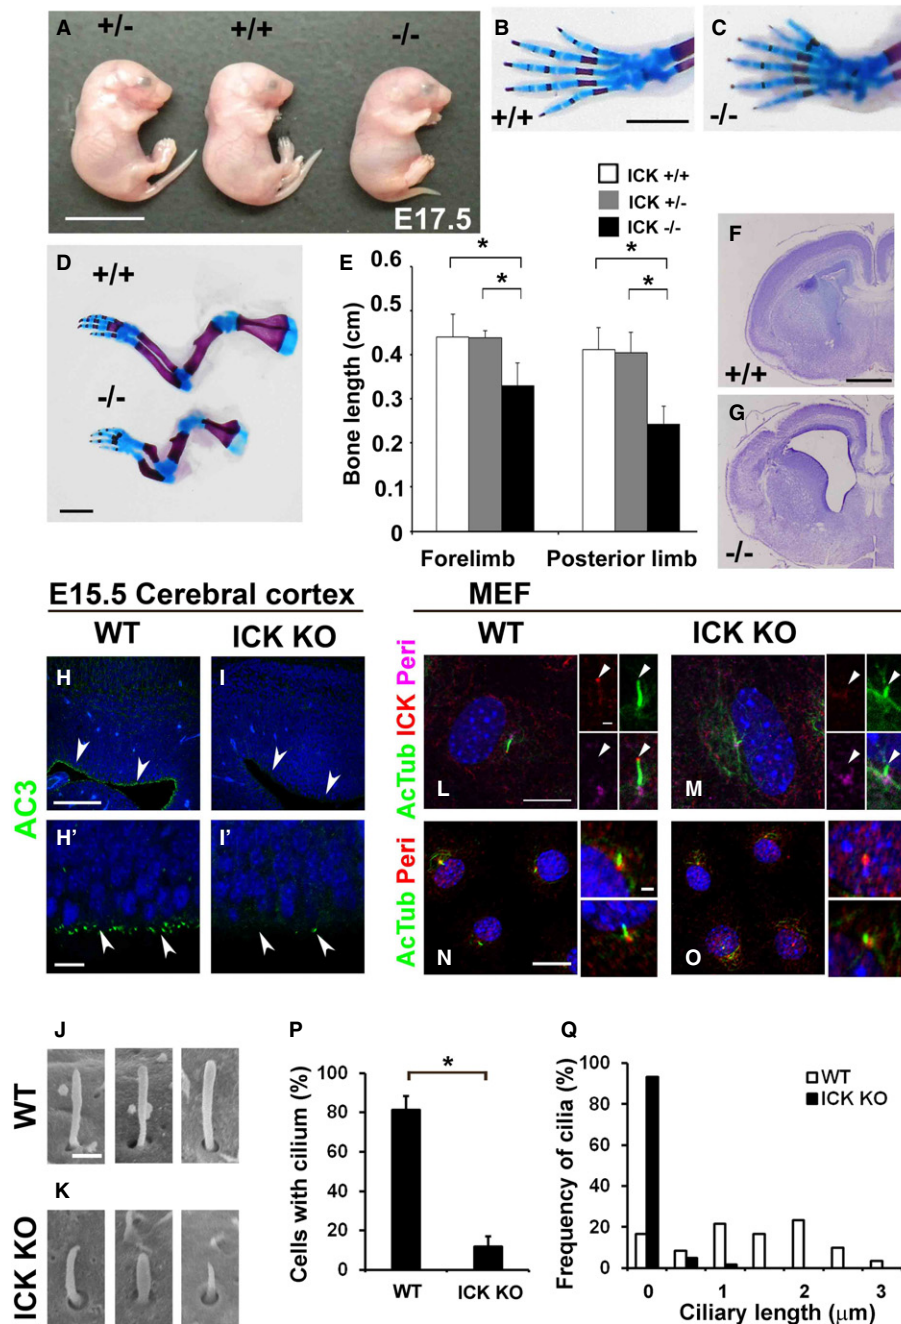 A
+/-
+/+
-/-
E17.5
B
+/+
C
-/-
ICK +/+
ICK +/-
ICK -/-
D
+/+
-/-
E
*
*
*
*
Bone length (cm)
0.6
0.5
0.4
0.3
0.2
0.1
0
Forelimb
Posterior limb
F
+/+
G
-/-
E15.5 Cerebral cortex
WT
ICK KO
MEF
WT
ICK KO
AC3
H
I
H'
I'
AcTub ICK Peri
L
M
AcTub Peri
N
O
J
WT
K
ICK KO
P
*
Cells with cilium (%)
100
80
60
40
20
0
WT
ICK KO
Q
WT
ICK KO
Frequency of cilia (%)
100
80
60
40
20
0
0
1
2
3
Ciliary length (μm)